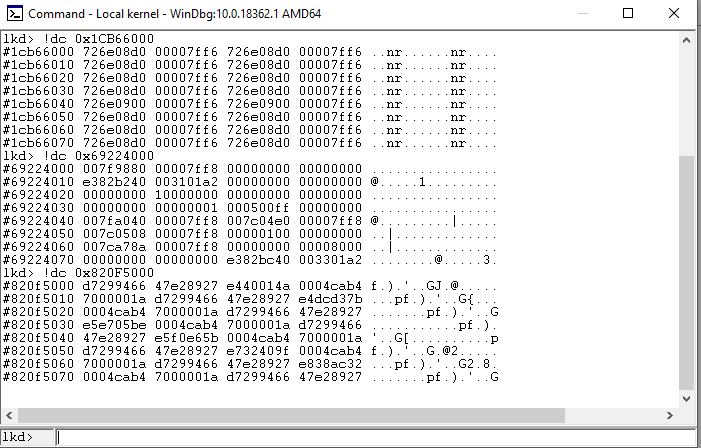 Command - Local kernel - WinDbg:10.0.18362.1 AMD64
lkd> !dc 0x1CB66000
#1cb66000 726e08d0 00007ff6 726e08d0 00007ff6 ..nr......nr....
#1cb66010 726e08d0 00007ff6 726e08d0 00007ff6 ..nr......nr....
#1cb66020 726e08d0 00007ff6 726e08d0 00007ff6 ..nr......nr....
#1cb66030 726e08d0 00007ff6 726e08d0 00007ff6 ..nr......nr....
#1cb66040 726e0900 00007ff6 726e08d0 00007ff6 ..nr......nr....
#1cb66050 726e08d0 00007ff6 726e08d0 00007ff6 ..nr......nr....
#1cb66060 726e08d0 00007ff6 726e08d0 00007ff6 ..nr......nr....
#1cb66070 726e08d0 00007ff6 726e08d0 00007ff6 ..nr......nr....
lkd> !dc 0x69224000
#69224000 007f9880 00007ff8 00000000 00000000 ................
#69224010 e382b240 003101a2 00000000 00000000 @.....1.........
#69224020 00000000 10000000 00000000 00000000 ................
#69224030 00000000 00000001 000500ff 00000000 ................
#69224040 007fa040 00007ff8 007c04e0 00007ff8 @.........|.....
#69224050 007c0508 00007ff8 00000100 00000000 ..|.............
#69224060 007ca78a 00007ff8 00000000 00008000 ..|.............
#69224070 00000000 00000000 e382bc40 003301a2 ........@.....3.
lkd> !dc 0x820F5000
#820f5000 d7299466 47e28927 e440014a 0004cab4 f.).'..GJ.@.....
#820f5010 7000001a d7299466 47e28927 e4dcd37b ...pf.).'..G{...
#820f5020 0004cab4 7000001a d7299466 47e28927 .......pf.).'..G
#820f5030 e5e705be 0004cab4 7000001a d7299466 ...........pf.).
#820f5040 47e28927 e5f0e65b 0004cab4 7000001a '..G[..........p
#820f5050 d7299466 47e28927 e732409f 0004cab4 f.).'..G.@2.....
#820f5060 7000001a d7299466 47e28927 e838ac32 ...pf.).'..G2.8.
#820f5070 0004cab4 7000001a d7299466 47e28927 .......pf.).'..G
lkd>